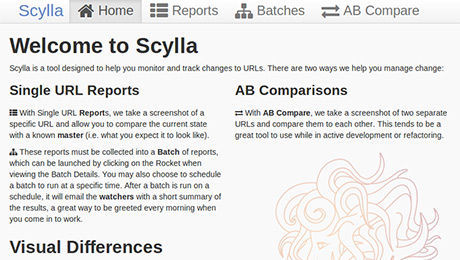 Scylla Home Reports Batches AB Compare
Welcome to Scylla
Scylla is a tool designed to help you monitor and track changes to URLs. There are two ways we help you manage change:
Single URL Reports
With Single URL Reports, we take a screenshot of a
specific URL and allow you to compare the current state
with a known master (i.e. what you expect it to look like).
These reports must be collected into a Batch of reports,
which can be launched by clicking on the Rocket when
viewing the Batch Details. You may also choose to schedule
a batch to run at a specific time. After a batch is run on a
schedule, it will email the watchers with a short summary of
the results, a great way to be greeted every morning when
you come in to work.
AB Comparisons
With AB Compare, we take a screenshot of two separate
URLs and compare them to each other. This tends to be a
great tool to use while in active development or refactoring.
Visual Differences